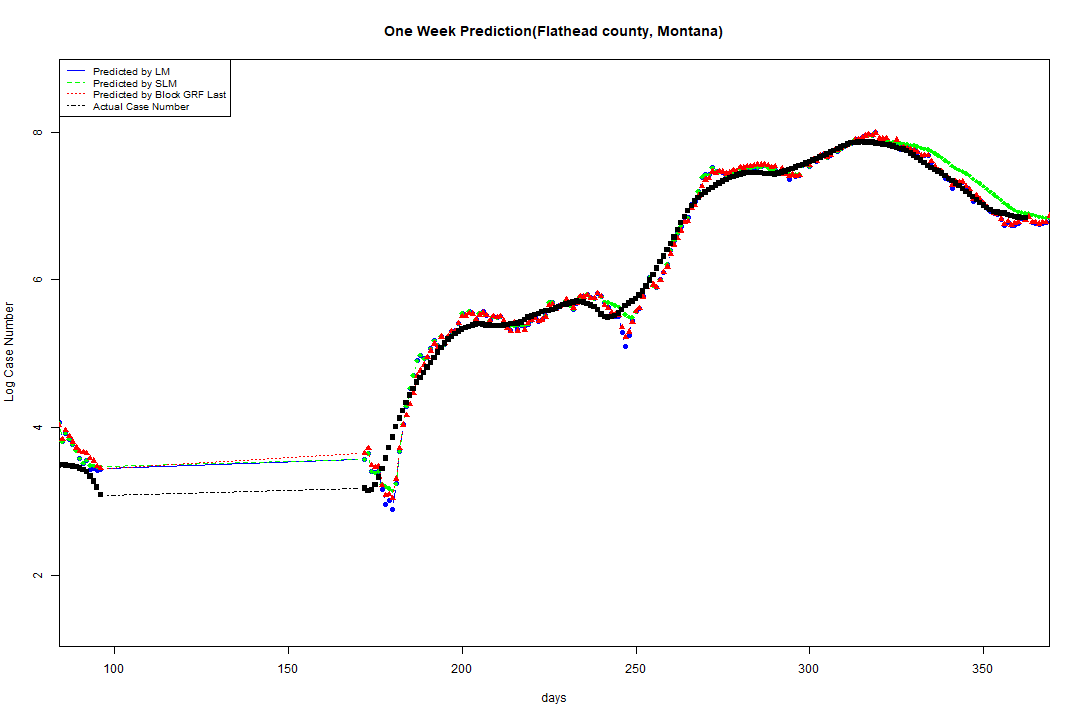 One Week Prediction(Flathead county, Montana)
Predicted by LM
Predicted by SLM
Predicted by Block GRF Last
Actual Case Number
8
6
4
2
Log Case Number
100 150 200 250 300 350
days